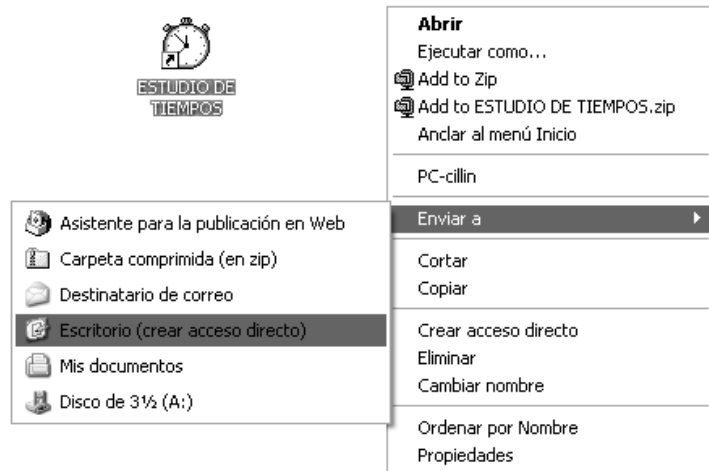 ESTUDIO DE
TIEMPOS
Abrir
Ejecutar como...
Add to Zip
Add to ESTUDIO DE TIEMPOS.zip
Anclar al menú Inicio
PC-cillin
Enviar a
Cortar
Copiar
Crear acceso directo
Eliminar
Cambiar nombre
Ordenar por Nombre
Propiedades
Asistente para la publicación en Web
Carpeta comprimida (en zip)
Destinatario de correo
Escritorio (crear acceso directo)
Mis documentos
Disco de 3½ (A:)